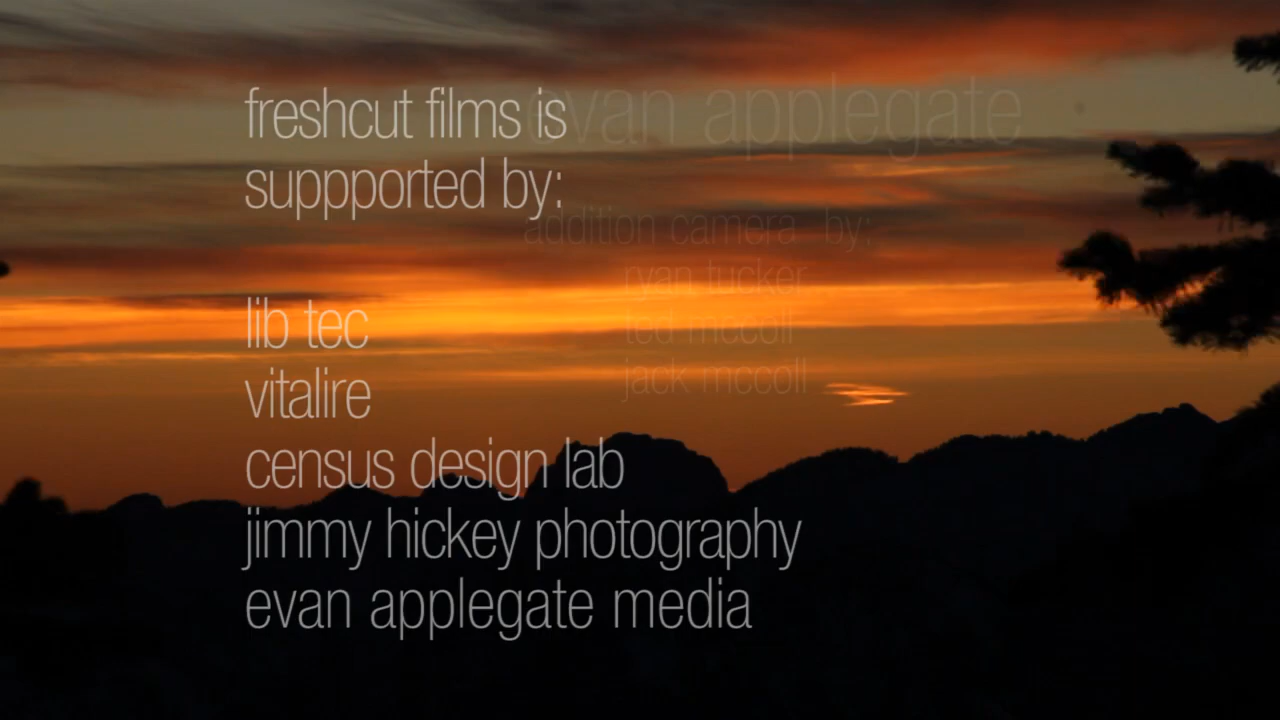 freshcut films is
suppported by:
evan applegate
addition camera by:
ryan tucker
ted mccoll
jack mccoll
lib tec
vitalire
census design lab
jimmy hickey photography
evan applegate media